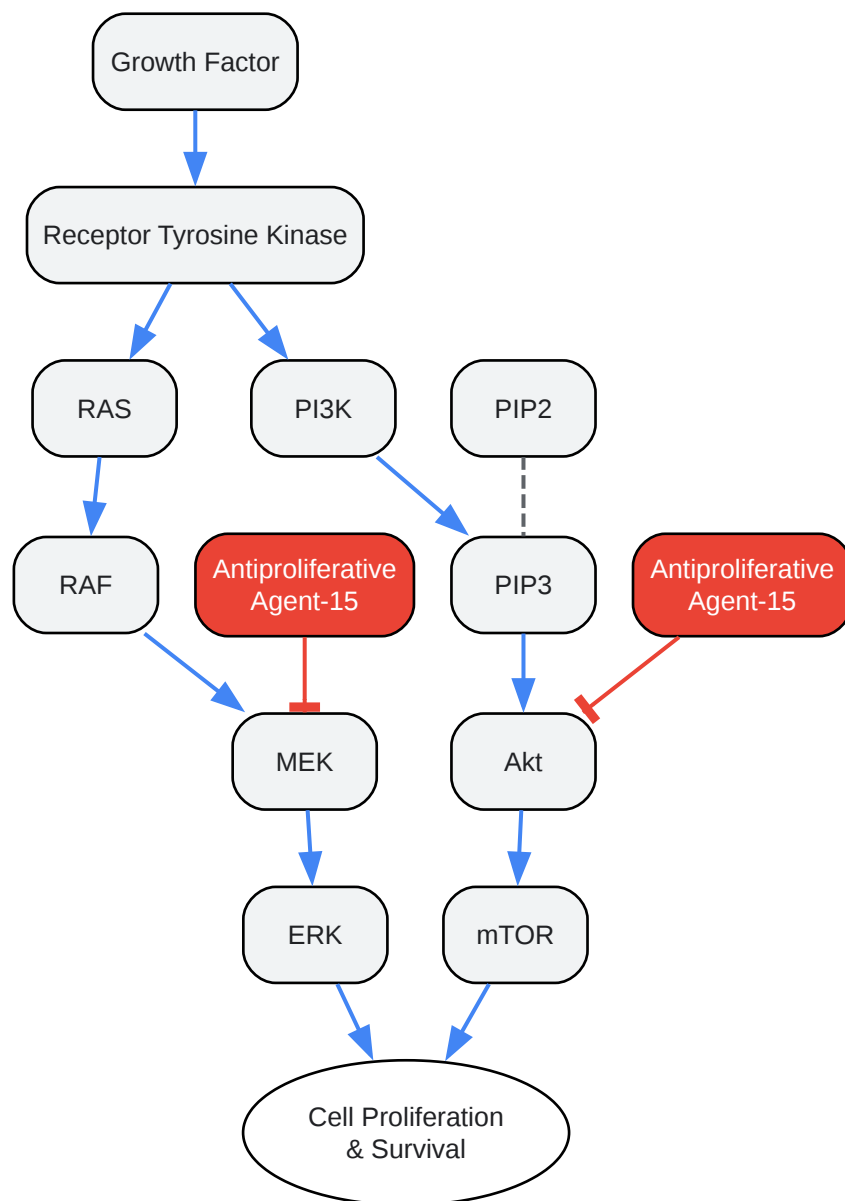 Growth Factor
Receptor Tyrosine Kinase
RAS
PI3K
PIP2
RAF
Antiproliferative
Agent-15
PIP3
Antiproliferative
Agent-15
MEK
Akt
ERK
mTOR
Cell Proliferation
& Survival